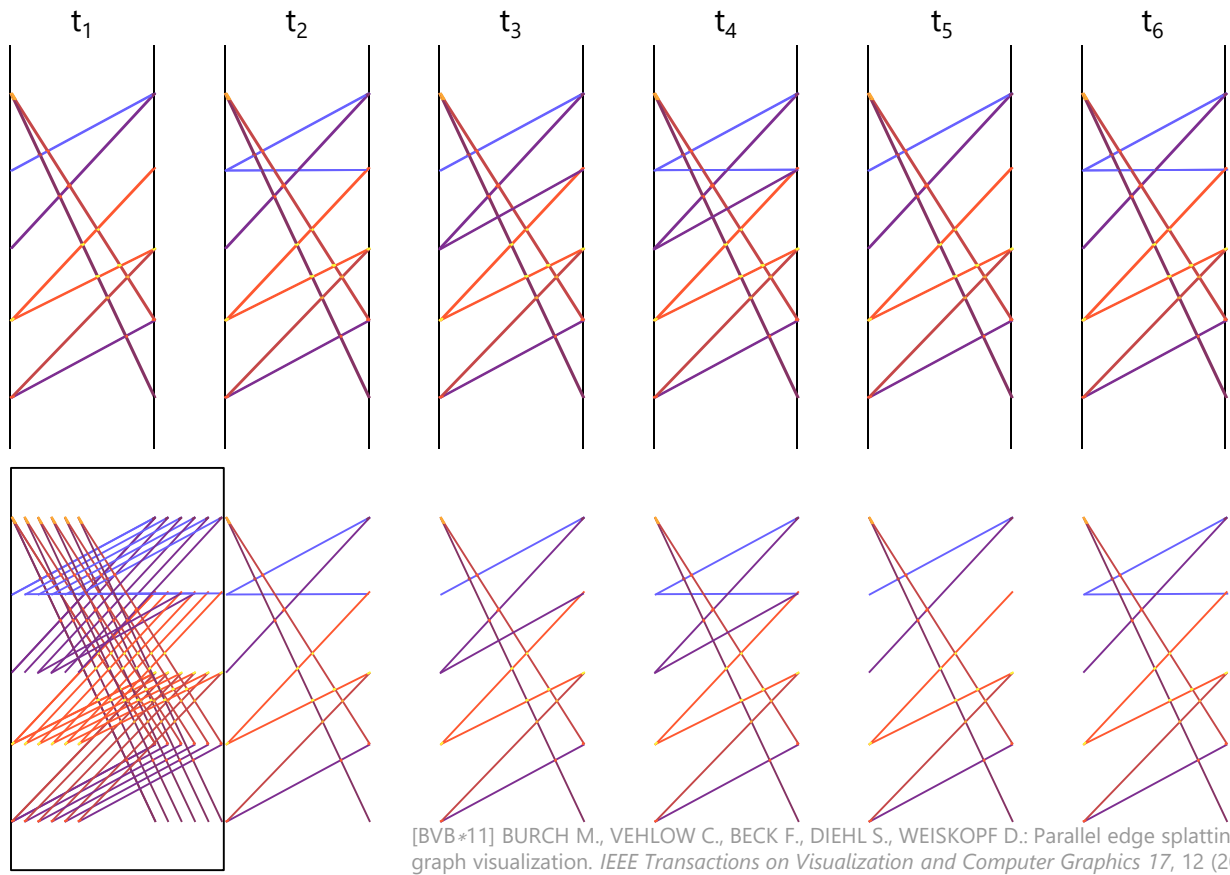 t₁ t₂ t₃ t₄ t₅ t₆
[BVB∗11] BURCH M., VEHLOW C., BECK F., DIEHL S., WEISKOPF D.: Parallel edge splattin
graph visualization. IEEE Transactions on Visualization and Computer Graphics 17, 12 (2